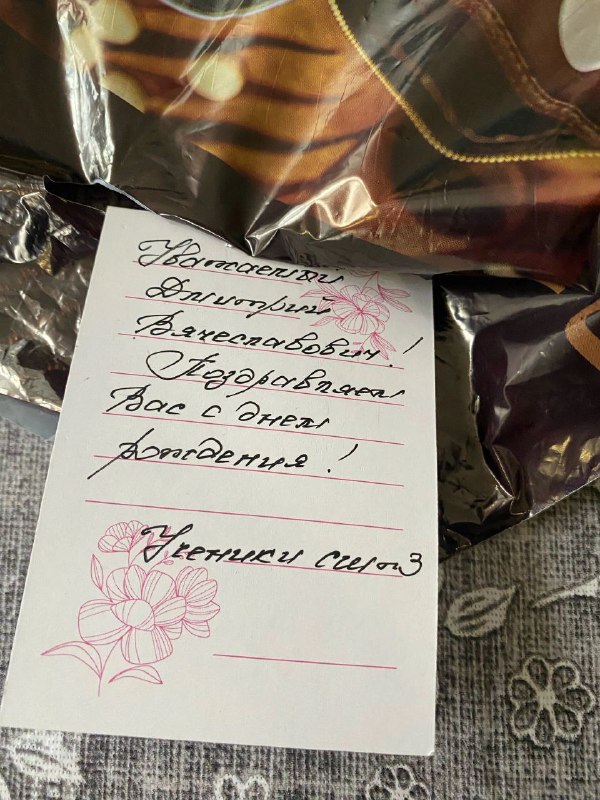 Уважаемый
Дмитрий
Вячеславович!
Поздравляем
Вас с днем
рождения!
Ученики